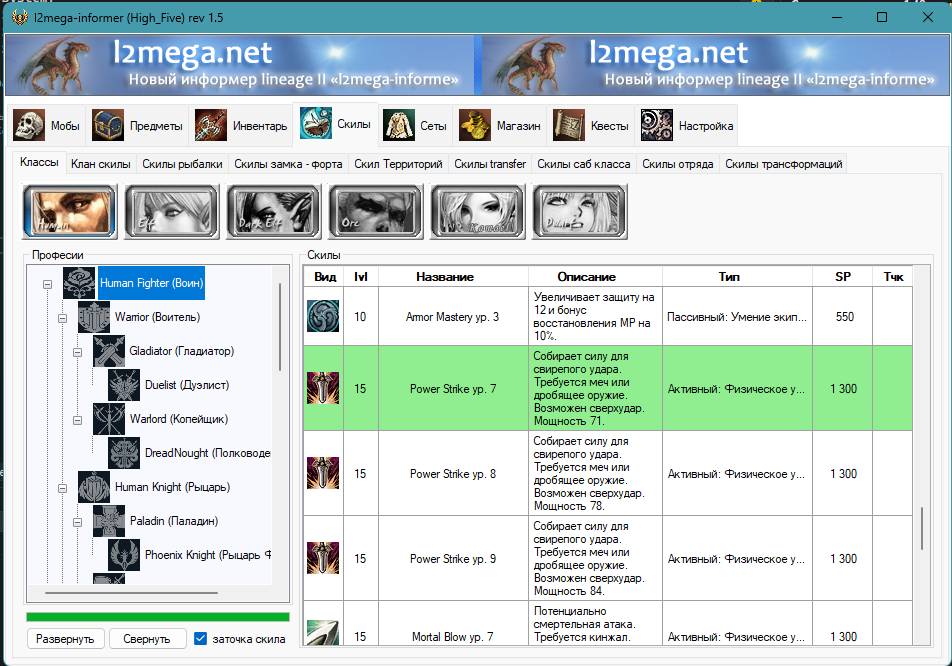 l2mega-informer (High_Five) rev 1.5
l2mega.net
Новый информер lineage II «l2mega-informe»
l2mega.net
Новый информер lineage II «l2mega-informe»
Мобы
Предметы
Инвентарь
Скилы
Сеты
Магазин
Квесты
Настройка
Классы
Клан скилы
Скилы рыбалки
Скилы замка - форта
Скил Территорий
Скилы transfer
Скилы саб класса
Скилы отряда
Скилы трансформаций
Human
Elf
Dark Elf
Orc
Kamael
Професии
Human Fighter (Воин)
Warrior (Воитель)
Gladiator (Гладиатор)
Duelist (Дуэлист)
Warlord (Копейщик)
DreadNought (Полководе
Human Knight (Рыцарь)
Paladin (Паладин)
Phoenix Knight (Рыцарь Ф
Развернуть
Свернуть
заточка скила
Скилы
Вид
lvl
Название
Описание
Тип
SP
Тчк
10
Armor Mastery ур. 3
Увеличивает защиту на
12 и бонус
восстановления MP на
10%.
Пассивный: Умение экип...
550
15
Power Strike ур. 7
Собирает силу для
свирепого удара.
Требуется меч или
дробящее оружие.
Возможен сверхудар.
Мощность 71.
Активный: Физическое у...
1 300
15
Power Strike ур. 8
Собирает силу для
свирепого удара.
Требуется меч или
дробящее оружие.
Возможен сверхудар.
Мощность 78.
Активный: Физическое у...
1 300
15
Power Strike ур. 9
Собирает силу для
свирепого удара.
Требуется меч или
дробящее оружие.
Возможен сверхудар.
Мощность 84.
Активный: Физическое у...
1 300
15
Mortal Blow ур. 7
Потенциально
смертельная атака.
Требуется кинжал.
Активный: Физическое у...
1 300